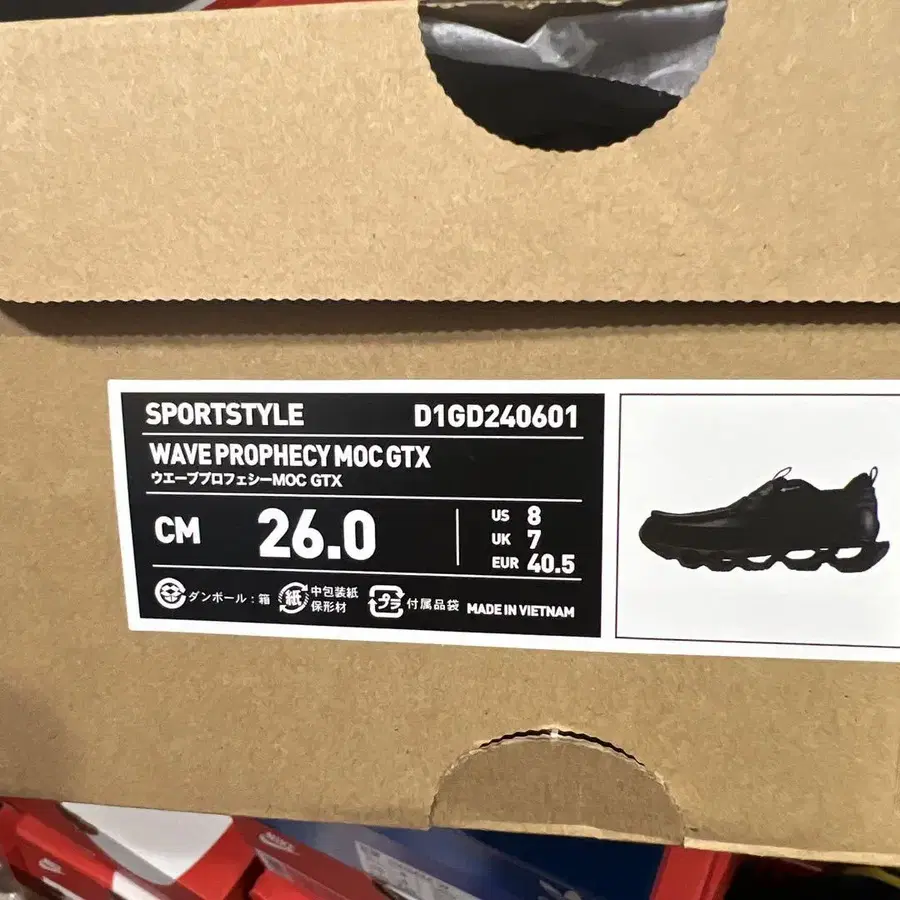 SPORTSTYLE D1GD240601
WAVE PROPHECY MOC GTX
ウエーブプロフェシーMOC GTX
CM 26.0
US 8
UK 7
EUR 40.5
ダンボール:箱
紙 中包装紙
保形材
プラ 付属品袋
MADE IN VIETNAM
NIKE